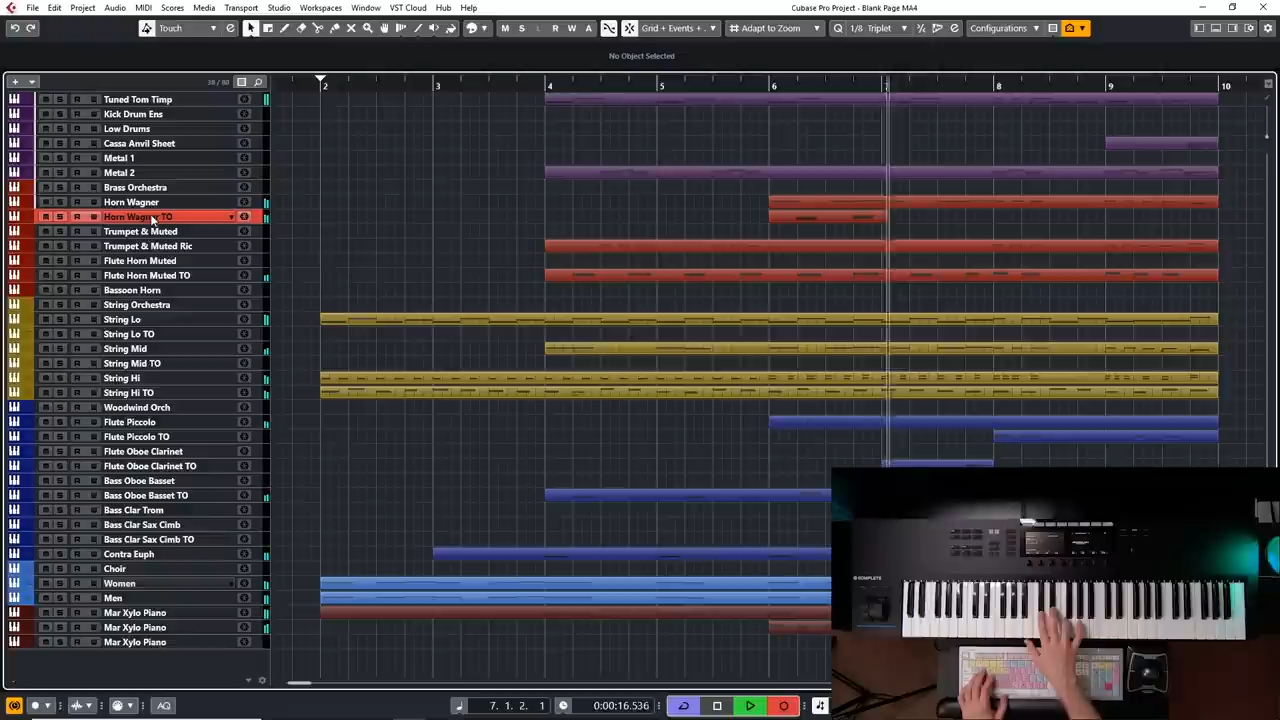 Cubase Pro Project - Blank Page MA4
File Edit Project Audio MIDI Scores Media Transport Studio Workspaces Window VST Cloud Hub Help
Touch M S L R W A Grid + Events + . Adapt to Zoom Q 1/8 Triplet Configurations
No Object Selected
38 / 80
2 3 4 5 6 7 8 9 10
Tuned Tom Timp
Kick Drum Ens
Low Drums
Cassa Anvil Sheet
Metal 1
Metal 2
Brass Orchestra
Horn Wagner
Horn Wagner TO
Trumpet & Muted
Trumpet & Muted Ric
Flute Horn Muted
Flute Horn Muted TO
Bassoon Horn
String Orchestra
String Lo
String Lo TO
String Mid
String Mid TO
String Hi
String Hi TO
Woodwind Orch
Flute Piccolo
Flute Piccolo TO
Flute Oboe Clarinet
Flute Oboe Clarinet TO
Bass Oboe Basset
Bass Oboe Basset TO
Bass Clar Trom
Bass Clar Sax Cimb
Bass Clar Sax Cimb TO
Contra Euph
Choir
Women
Men
Mar Xylo Piano
Mar Xylo Piano
Mar Xylo Piano
KOMPLETE
AQ 7. 1. 2. 1 0:00:16.536